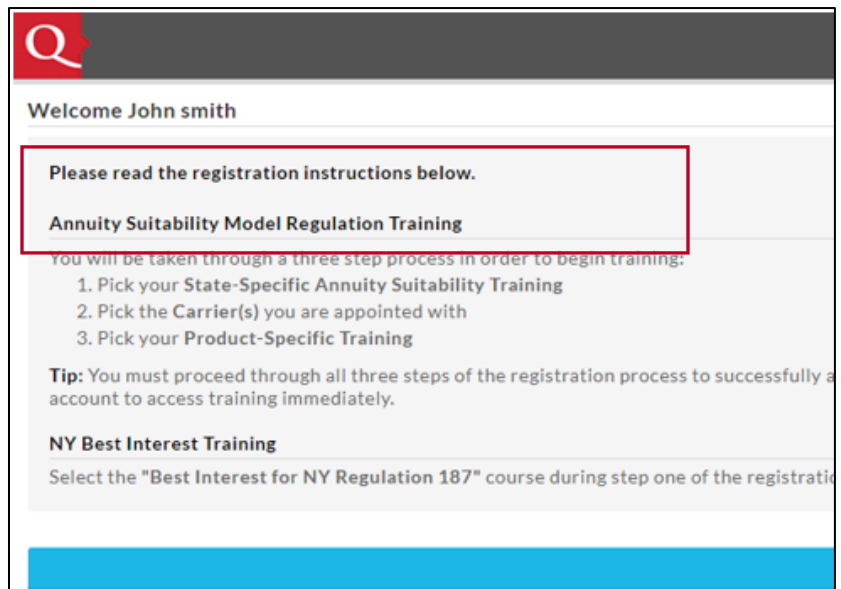 Q
Welcome John smith
Please read the registration instructions below.
Annuity Suitability Model Regulation Training
You will be taken through a three step process in order to begin training:
1. Pick your State-Specific Annuity Suitability Training
2. Pick the Carrier(s) you are appointed with
3. Pick your Product-Specific Training
Tip: You must proceed through all three steps of the registration process to successfully a
account to access training immediately.
NY Best Interest Training
Select the "Best Interest for NY Regulation 187" course during step one of the registratio